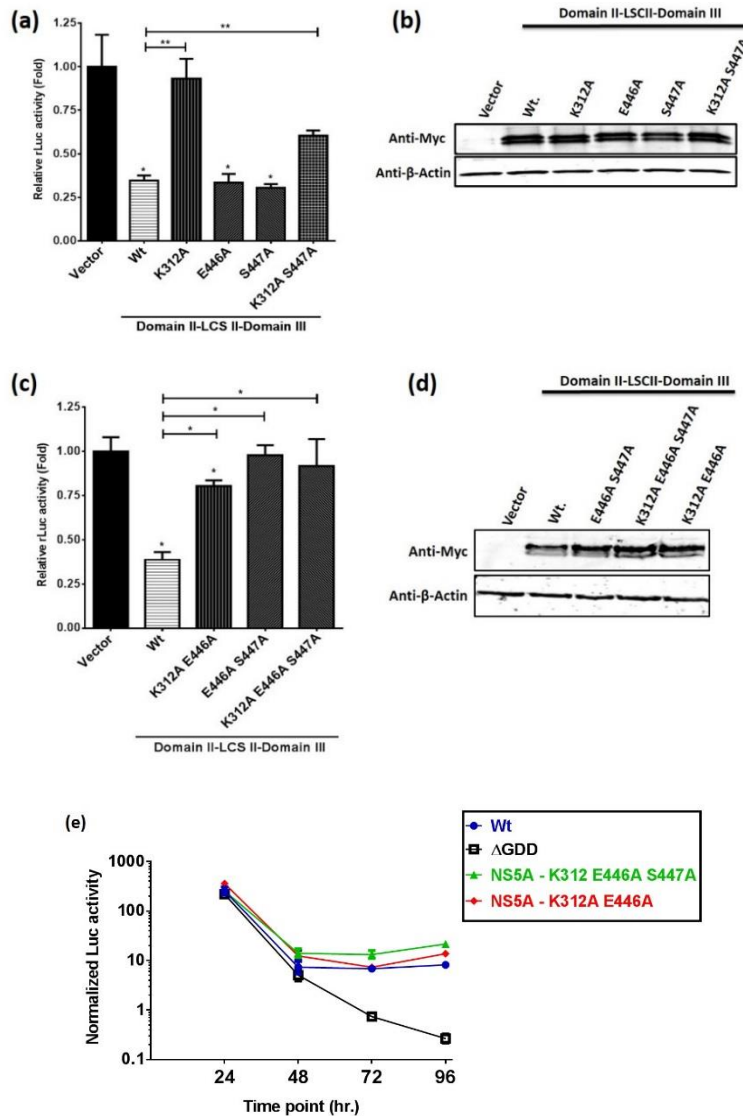 (a)
Relative rLuc activity (Fold)
1.25
1.00
0.75
0.50
0.25
0.00
**
**
*
*
*
Vector
Wt
K312A
E446A
S447A
K312A S447A
Domain II-LCS II-Domain III
(b)
Domain II-LSCII-Domain III
Vector
Wt.
K312A
E446A
S447A
K312A S447A
Anti-Myc
Anti-β-Actin
(c)
Relative rLuc activity (Fold)
1.25
1.00
0.75
0.50
0.25
0.00
*
*
*
*
*
Vector
Wt
K312A E446A
E446A S447A
K312A E446A S447A
Domain II-LCS II-Domain III
(d)
Domain II-LSCII-Domain III
Vector
Wt.
E446A S447A
K312A E446A S447A
K312A E446A
Anti-Myc
Anti-β-Actin
(e)
Normalized Luc activity
1000
100
10
1
0.1
24
48
72
96
Time point (hr.)
Wt
ΔGDD
NS5A - K312 E446A S447A
NS5A - K312A E446A